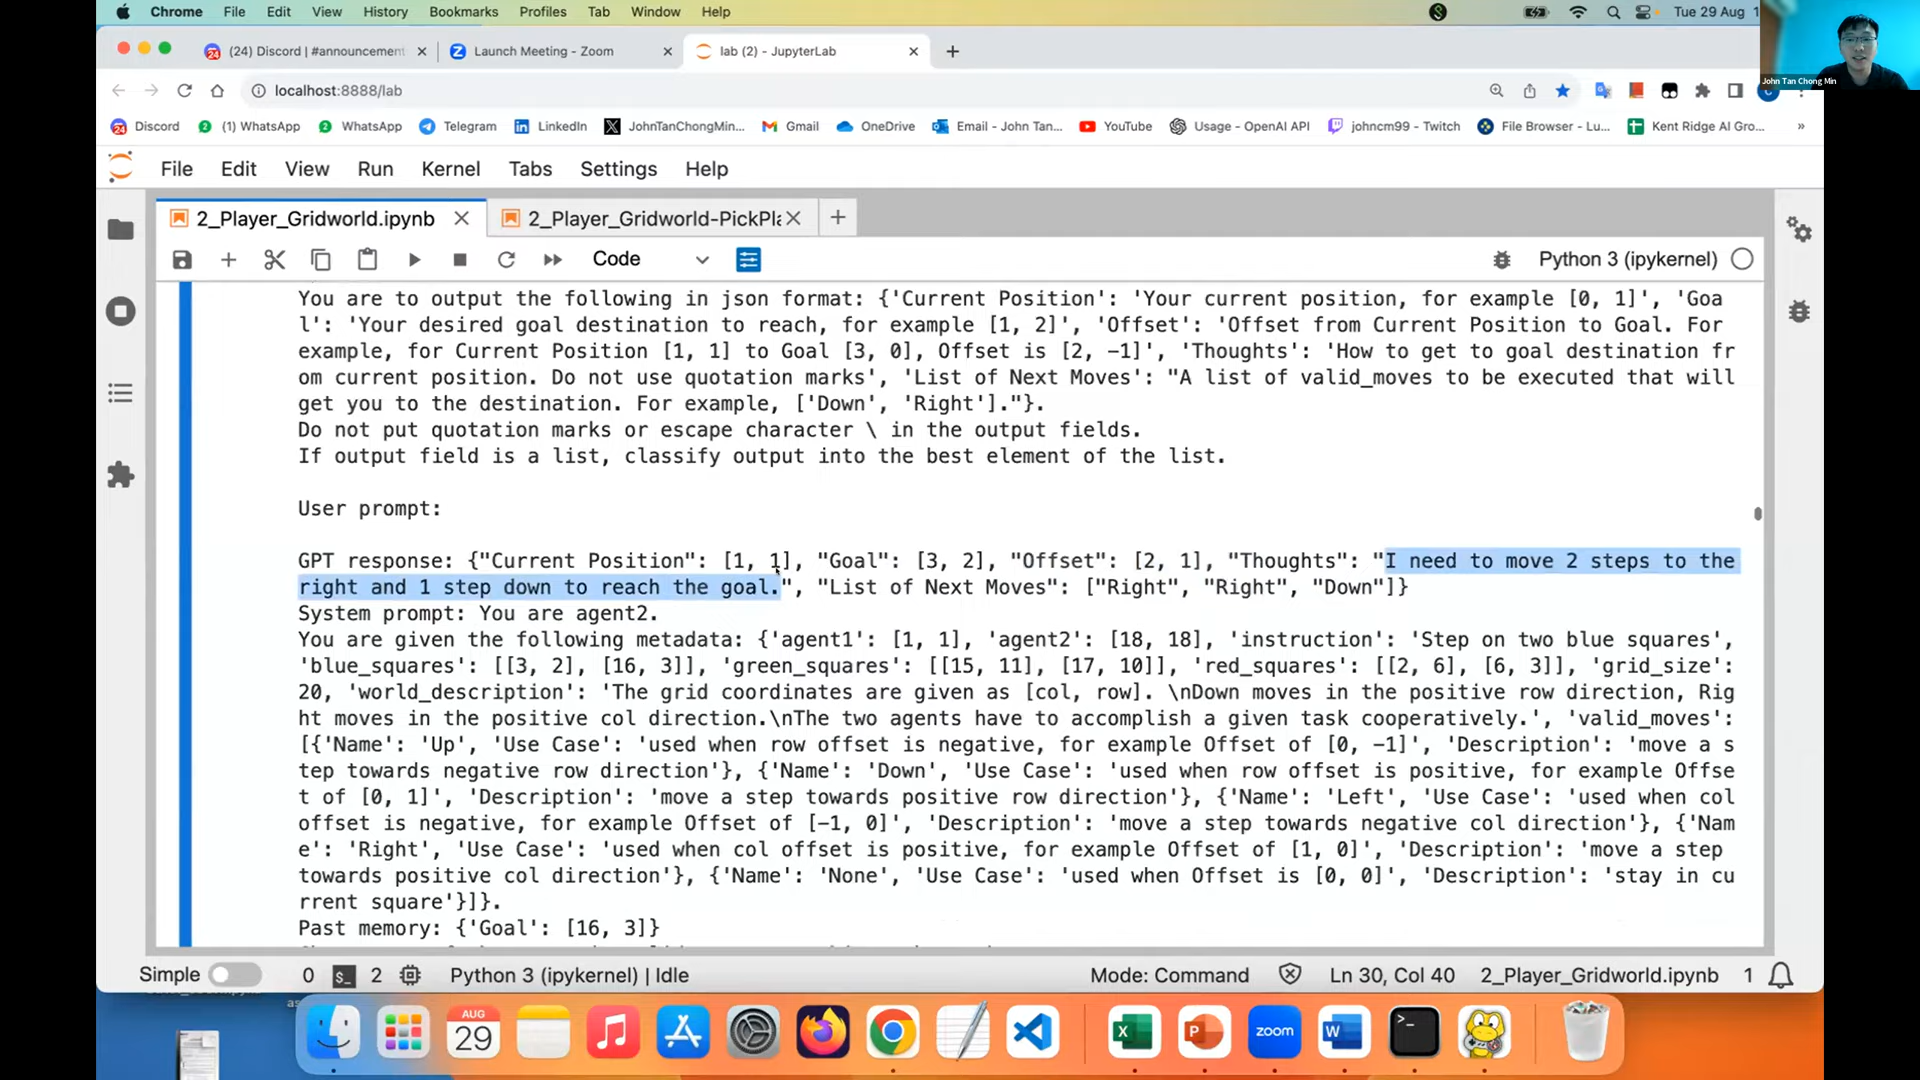 Chrome File Edit View History Bookmarks Profiles Tab Window Help Tue 29 Aug 1
(24) Discord | #announcement Launch Meeting - Zoom lab (2) - JupyterLab
John Tan Chong Min
localhost:8888/lab
Discord (1) WhatsApp WhatsApp Telegram LinkedIn JohnTanChongMin... Gmail OneDrive Email - John Tan... YouTube Usage - OpenAI API johncm99 - Twitch File Browser - Lu... Kent Ridge AI Gro... »
File Edit View Run Kernel Tabs Settings Help
2_Player_Gridworld.ipynb 2_Player_Gridworld-PickPla
Code Python 3 (ipykernel)
You are to output the following in json format: {'Current Position': 'Your current position, for example [0, 1]', 'Goa
l': 'Your desired goal destination to reach, for example [1, 2]', 'Offset': 'Offset from Current Position to Goal. For
example, for Current Position [1, 1] to Goal [3, 0], Offset is [2, -1]', 'Thoughts': 'How to get to goal destination fr
om current position. Do not use quotation marks', 'List of Next Moves': "A list of valid_moves to be executed that will
get you to the destination. For example, ['Down', 'Right']."}.
Do not put quotation marks or escape character \ in the output fields.
If output field is a list, classify output into the best element of the list.
User prompt:
GPT response: {"Current Position": [1, 1], "Goal": [3, 2], "Offset": [2, 1], "Thoughts": "I need to move 2 steps to the
right and 1 step down to reach the goal.", "List of Next Moves": ["Right", "Right", "Down"]}
System prompt: You are agent2.
You are given the following metadata: {'agent1': [1, 1], 'agent2': [18, 18], 'instruction': 'Step on two blue squares',
'blue_squares': [[3, 2], [16, 3]], 'green_squares': [[15, 11], [17, 10]], 'red_squares': [[2, 6], [6, 3]], 'grid_size':
20, 'world_description': 'The grid coordinates are given as [col, row]. \nDown moves in the positive row direction, Rig
ht moves in the positive col direction.\nThe two agents have to accomplish a given task cooperatively.', 'valid_moves':
[{'Name': 'Up', 'Use Case': 'used when row offset is negative, for example Offset of [0, -1]', 'Description': 'move a s
tep towards negative row direction'}, {'Name': 'Down', 'Use Case': 'used when row offset is positive, for example Offse
t of [0, 1]', 'Description': 'move a step towards positive row direction'}, {'Name': 'Left', 'Use Case': 'used when col
offset is negative, for example Offset of [-1, 0]', 'Description': 'move a step towards negative col direction'}, {'Nam
e': 'Right', 'Use Case': 'used when col offset is positive, for example Offset of [1, 0]', 'Description': 'move a step
towards positive col direction'}, {'Name': 'None', 'Use Case': 'used when Offset is [0, 0]', 'Description': 'stay in cu
rrent square'}]}.
Past memory: {'Goal': [16, 3]}
Simple 0 2 Python 3 (ipykernel) | Idle Mode: Command Ln 30, Col 40 2_Player_Gridworld.ipynb 1
AUG
29
zoom